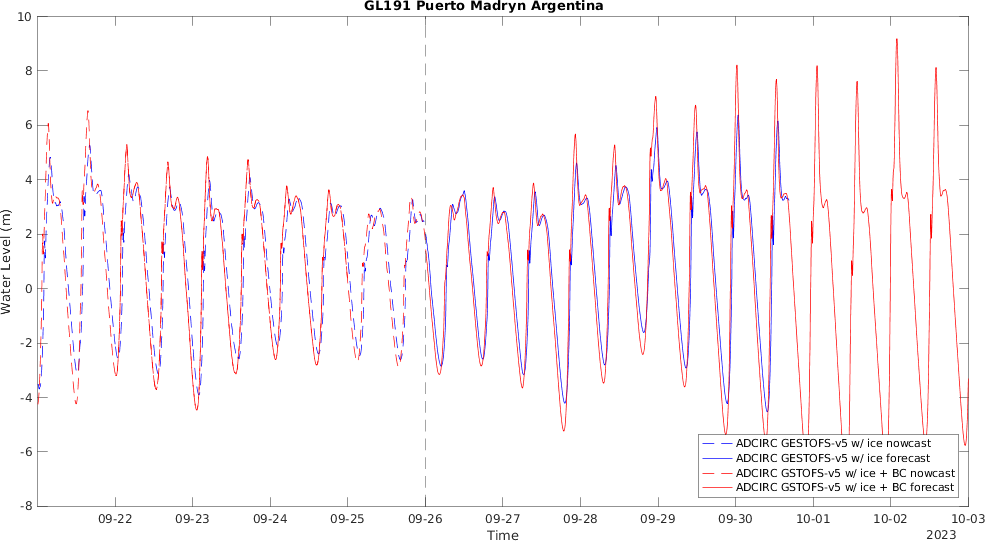 GL191 Puerto Madryn Argentina
10
8
6
4
2
0
-2
-4
-6
-8
Water Level (m)
ADCIRC GESTOFS-v5 w/ ice nowcast
ADCIRC GESTOFS-v5 w/ ice forecast
ADCIRC GSTOFS-v5 w/ ice + BC nowcast
ADCIRC GSTOFS-v5 w/ ice + BC forecast
09-22 09-23 09-24 09-25 09-26 09-27 09-28 09-29 09-30 10-01 10-02 10-03
Time
2023